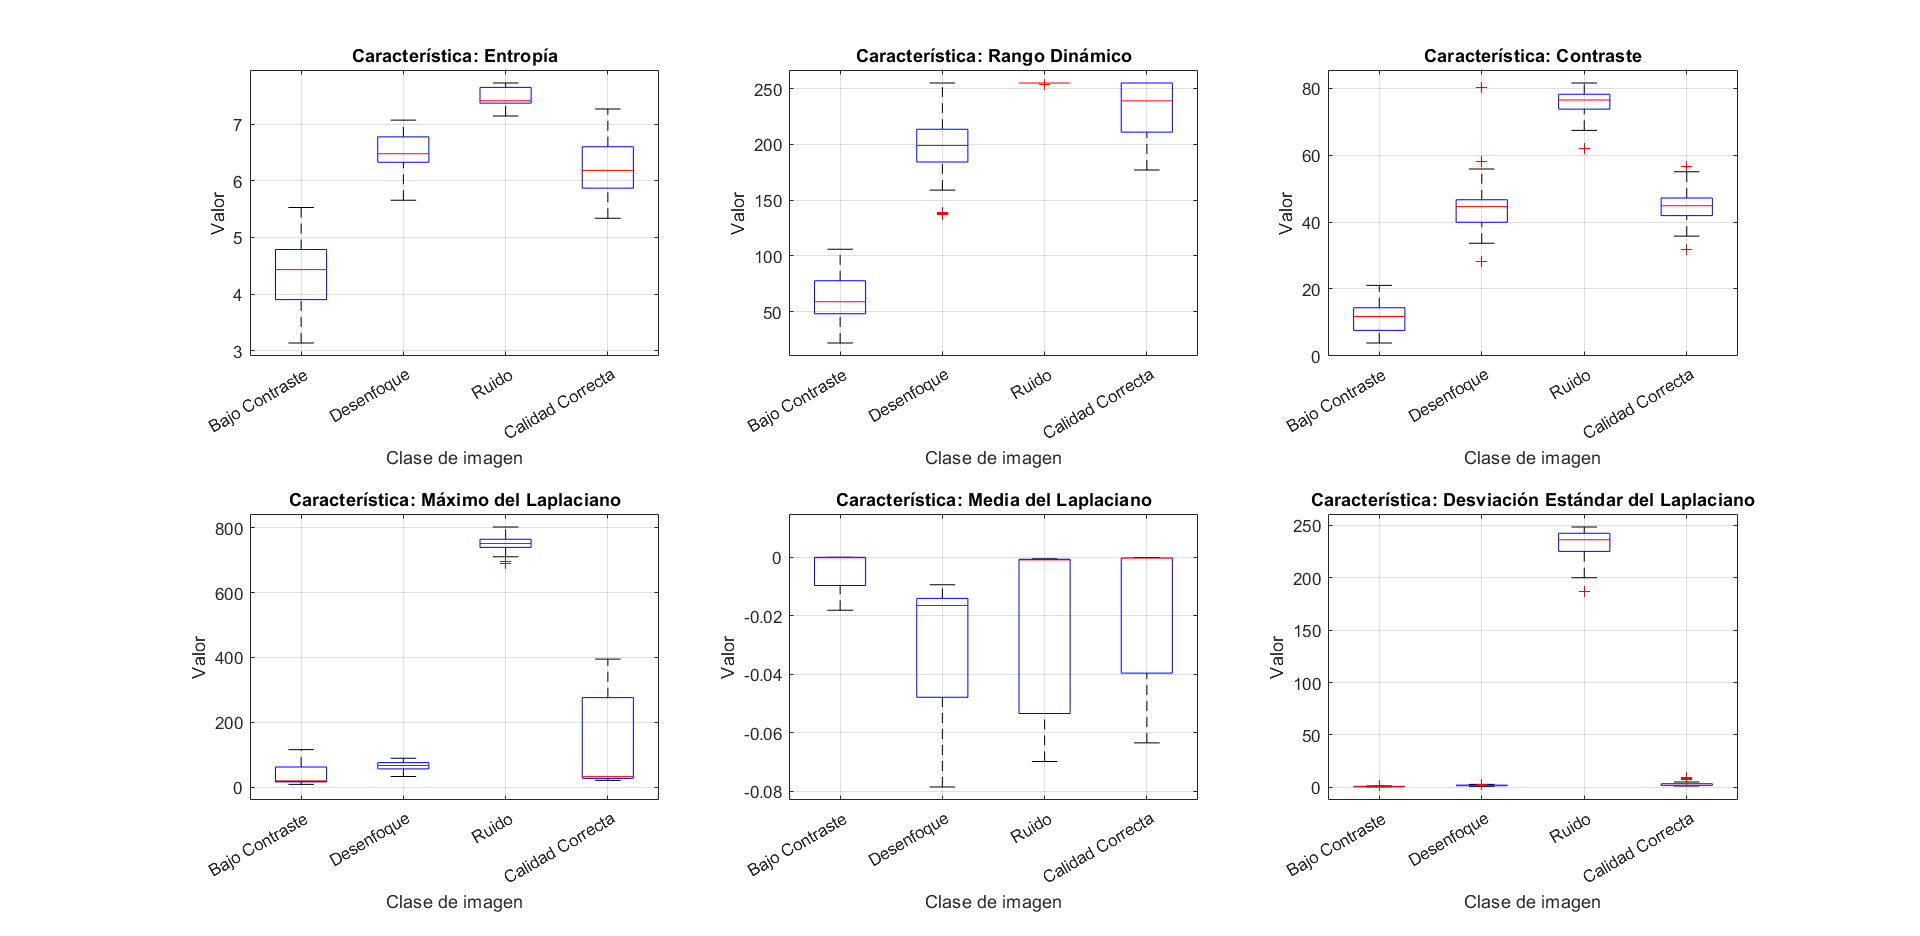 Característica: Entropía
7
6
5
4
3
Valor
Bajo Contraste
Desenfoque
Ruido
Calidad Correcta
Clase de imagen
Característica: Rango Dinámico
250
200
150
100
50
Valor
Bajo Contraste
Desenfoque
Ruido
Calidad Correcta
Clase de imagen
Característica: Contraste
80
60
40
20
0
Valor
Bajo Contraste
Desenfoque
Ruido
Calidad Correcta
Clase de imagen
Característica: Máximo del Laplaciano
800
600
400
200
0
Valor
Bajo Contraste
Desenfoque
Ruido
Calidad Correcta
Clase de imagen
Característica: Media del Laplaciano
0
-0.02
-0.04
-0.06
-0.08
Valor
Bajo Contraste
Desenfoque
Ruido
Calidad Correcta
Clase de imagen
Característica: Desviación Estándar del Laplaciano
250
200
150
100
50
0
Valor
Bajo Contraste
Desenfoque
Ruido
Calidad Correcta
Clase de imagen